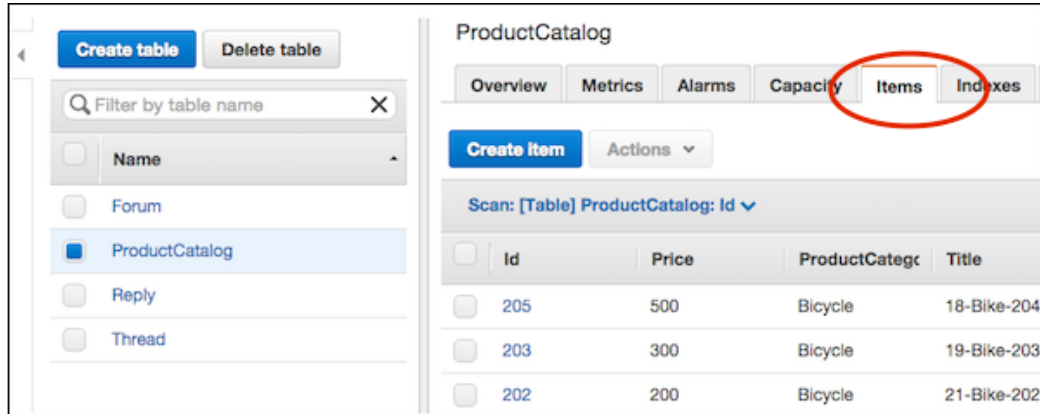 Create table Delete table
Filter by table name X
Name
Forum
ProductCatalog
Reply
Thread
ProductCatalog
Overview Metrics Alarms Capacity Items Indexes
Create item Actions
Scan: [Table] ProductCatalog: Id
Id Price ProductCatego Title
205 500 Bicycle 18-Bike-204
203 300 Bicycle 19-Bike-203
202 200 Bicycle 21-Bike-202